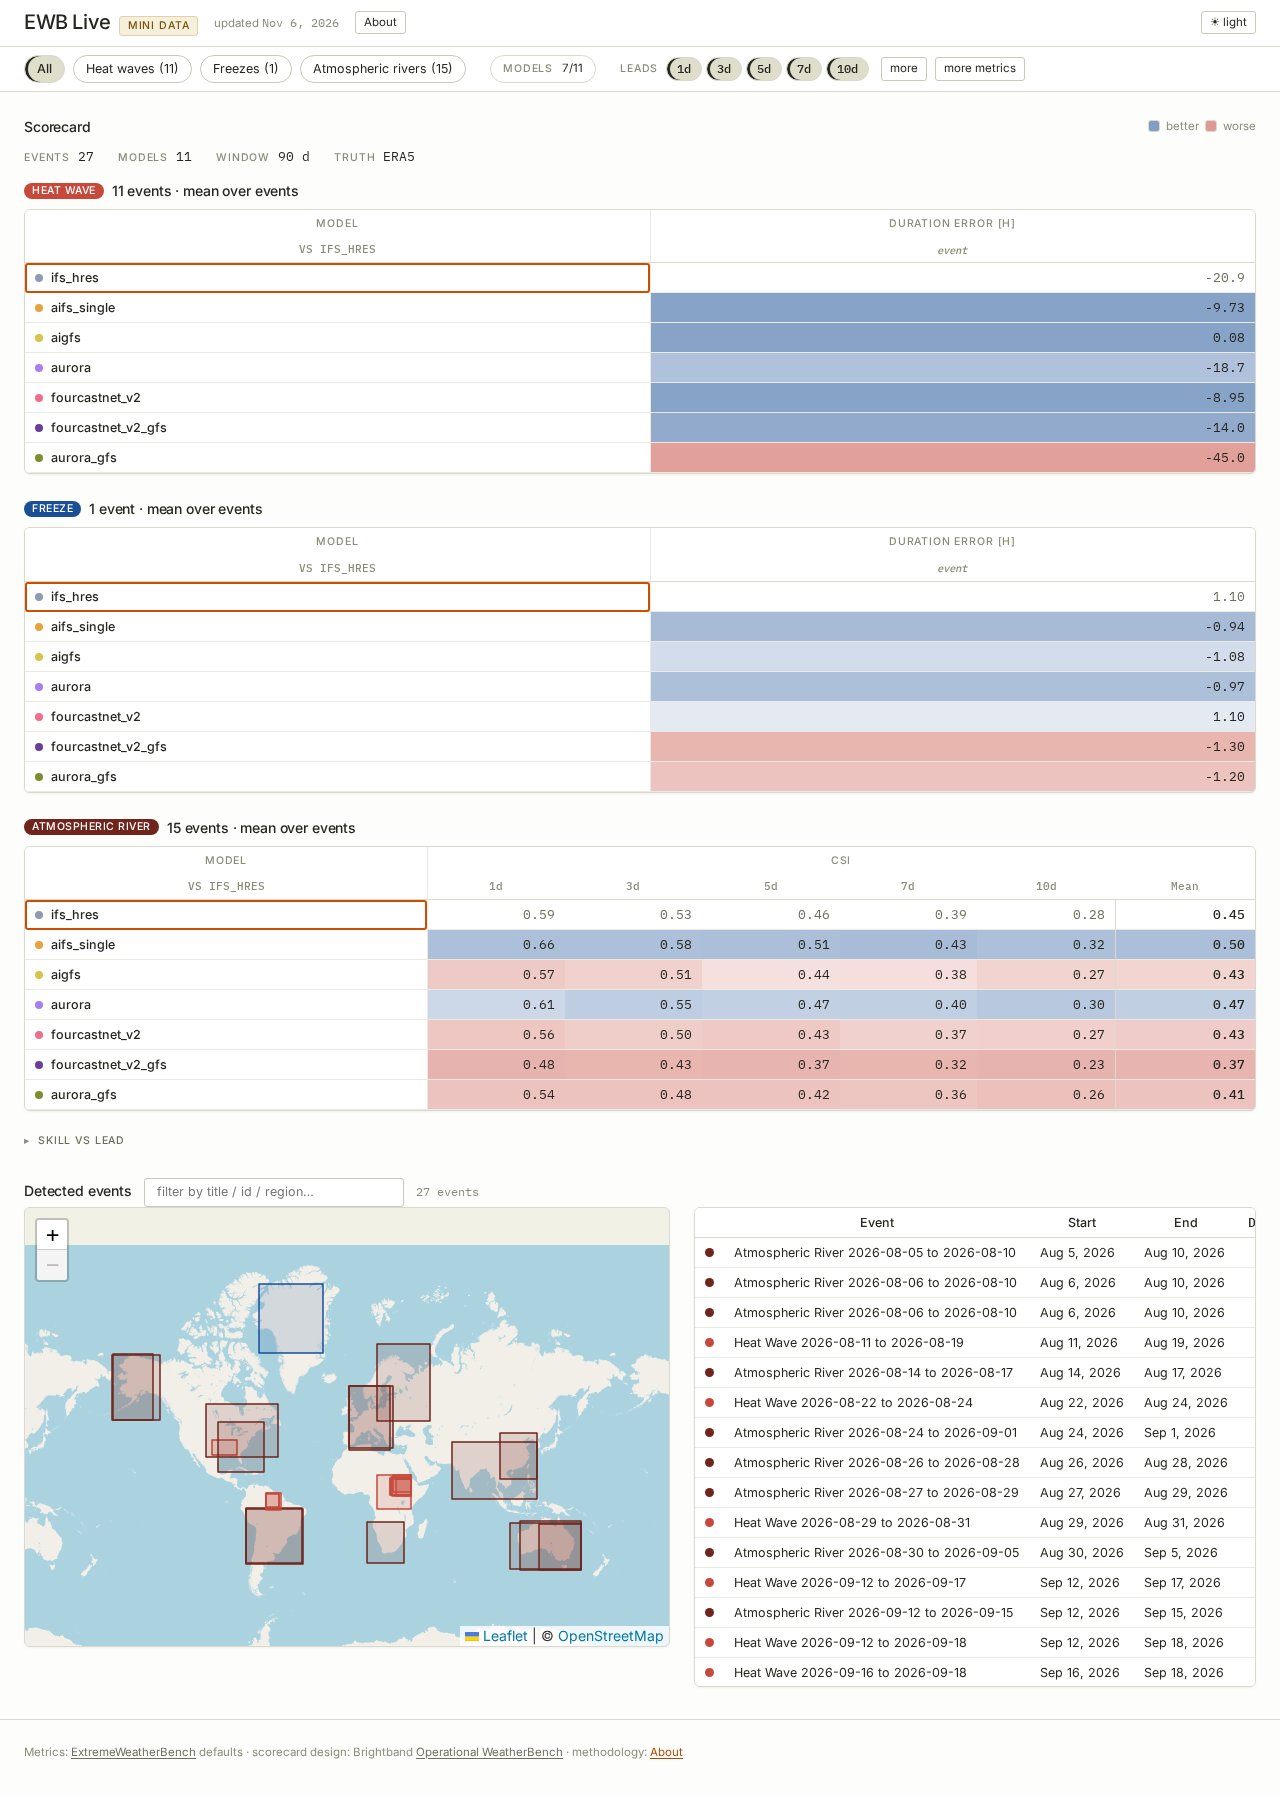 EWB Live MINI DATA updated Nov 6, 2026 About ☀ light
All Heat waves (11) Freezes (1) Atmospheric rivers (15) MODELS 7/11 LEADS 1d 3d 5d 7d 10d more more metrics
Scorecard better worse
EVENTS 27 MODELS 11 WINDOW 90 d TRUTH ERA5
HEAT WAVE 11 events · mean over events
MODEL DURATION ERROR [H]
VS IFS_HRES event
ifs_hres -20.9
aifs_single -9.73
aigfs 0.08
aurora -18.7
fourcastnet_v2 -8.95
fourcastnet_v2_gfs -14.0
aurora_gfs -45.0
FREEZE 1 event · mean over events
MODEL DURATION ERROR [H]
VS IFS_HRES event
ifs_hres 1.10
aifs_single -0.94
aigfs -1.08
aurora -0.97
fourcastnet_v2 1.10
fourcastnet_v2_gfs -1.30
aurora_gfs -1.20
ATMOSPHERIC RIVER 15 events · mean over events
MODEL CSI
VS IFS_HRES 1d 3d 5d 7d 10d Mean
ifs_hres 0.59 0.53 0.46 0.39 0.28 0.45
aifs_single 0.66 0.58 0.51 0.43 0.32 0.50
aigfs 0.57 0.51 0.44 0.38 0.27 0.43
aurora 0.61 0.55 0.47 0.40 0.30 0.47
fourcastnet_v2 0.56 0.50 0.43 0.37 0.27 0.43
fourcastnet_v2_gfs 0.48 0.43 0.37 0.32 0.23 0.37
aurora_gfs 0.54 0.48 0.42 0.36 0.26 0.41
▸ SKILL VS LEAD
Detected events filter by title / id / region... 27 events
+
−
Leaflet | © OpenStreetMap
Event Start End D
Atmospheric River 2026-08-05 to 2026-08-10 Aug 5, 2026 Aug 10, 2026
Atmospheric River 2026-08-06 to 2026-08-10 Aug 6, 2026 Aug 10, 2026
Atmospheric River 2026-08-06 to 2026-08-10 Aug 6, 2026 Aug 10, 2026
Heat Wave 2026-08-11 to 2026-08-19 Aug 11, 2026 Aug 19, 2026
Atmospheric River 2026-08-14 to 2026-08-17 Aug 14, 2026 Aug 17, 2026
Heat Wave 2026-08-22 to 2026-08-24 Aug 22, 2026 Aug 24, 2026
Atmospheric River 2026-08-24 to 2026-09-01 Aug 24, 2026 Sep 1, 2026
Atmospheric River 2026-08-26 to 2026-08-28 Aug 26, 2026 Aug 28, 2026
Atmospheric River 2026-08-27 to 2026-08-29 Aug 27, 2026 Aug 29, 2026
Heat Wave 2026-08-29 to 2026-08-31 Aug 29, 2026 Aug 31, 2026
Atmospheric River 2026-08-30 to 2026-09-05 Aug 30, 2026 Sep 5, 2026
Heat Wave 2026-09-12 to 2026-09-17 Sep 12, 2026 Sep 17, 2026
Atmospheric River 2026-09-12 to 2026-09-15 Sep 12, 2026 Sep 15, 2026
Heat Wave 2026-09-12 to 2026-09-18 Sep 12, 2026 Sep 18, 2026
Heat Wave 2026-09-16 to 2026-09-18 Sep 16, 2026 Sep 18, 2026
Metrics: ExtremeWeatherBench defaults · scorecard design: Brightband Operational WeatherBench · methodology: About